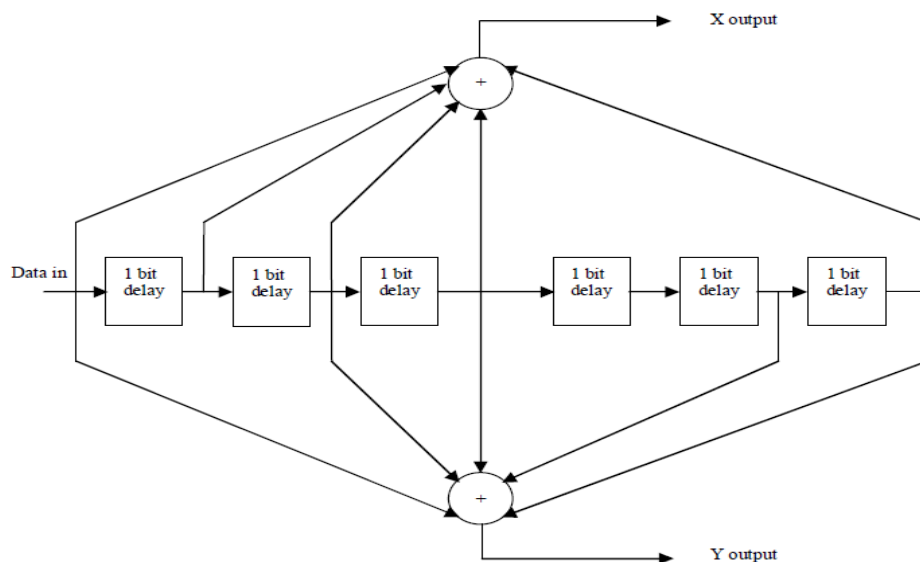 X output
+
Data in
1 bit
delay
1 bit
delay
1 bit
delay
1 bit
delay
1 bit
delay
1 bit
delay
+
Y output